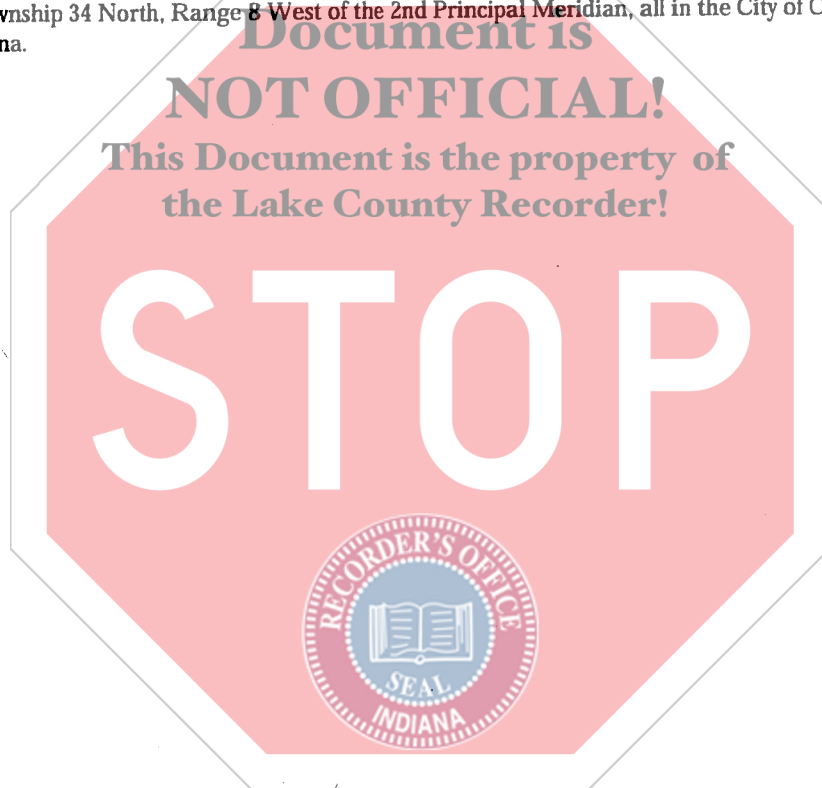 wnship 34 North, Range 8 West of the 2nd Principal Meridian, all in the City of C
na.
Document is
NOT OFFICIAL!
This Document is the property of
the Lake County Recorder!
STOP
RECORDER'S OFFICE
SEAL
INDIANA